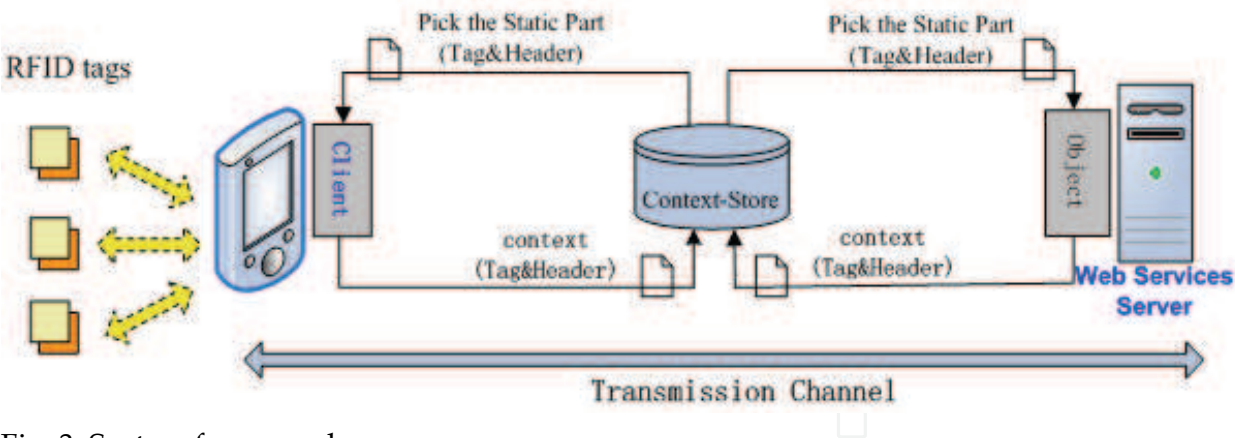 Pick the Static Part
(Tag&Header)
Pick the Static Part
(Tag&Header)
RFID tags
Client
Context-Store
Object
context
(Tag&Header)
context
(Tag&Header)
Web Services
Server
Transmission Channel